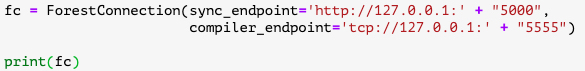 fc = ForestConnection(sync_endpoint='http://127.0.0.1:' + "5000",
                      compiler_endpoint='tcp://127.0.0.1:' + "5555")
print(fc)